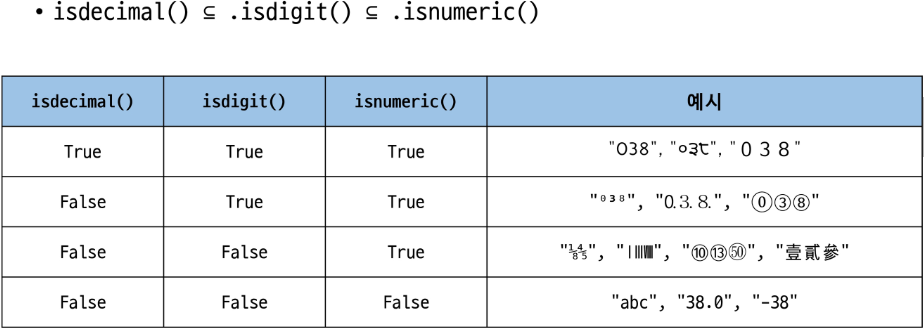 • isdecimal() ⊆ .isdigit() ⊆ .isnumeric()
isdecimal() isdigit() isnumeric() 예시
True True True "038", "०३८", "０３８"
False True True "⁰³⁸", "🄁⒊⒏", "⓪③⑧"
False False True "⅛⅘", "ⅠⅢⅧ", "⑩⑬㊿", "壹貳參"
False False False "abc", "38.0", "-38"